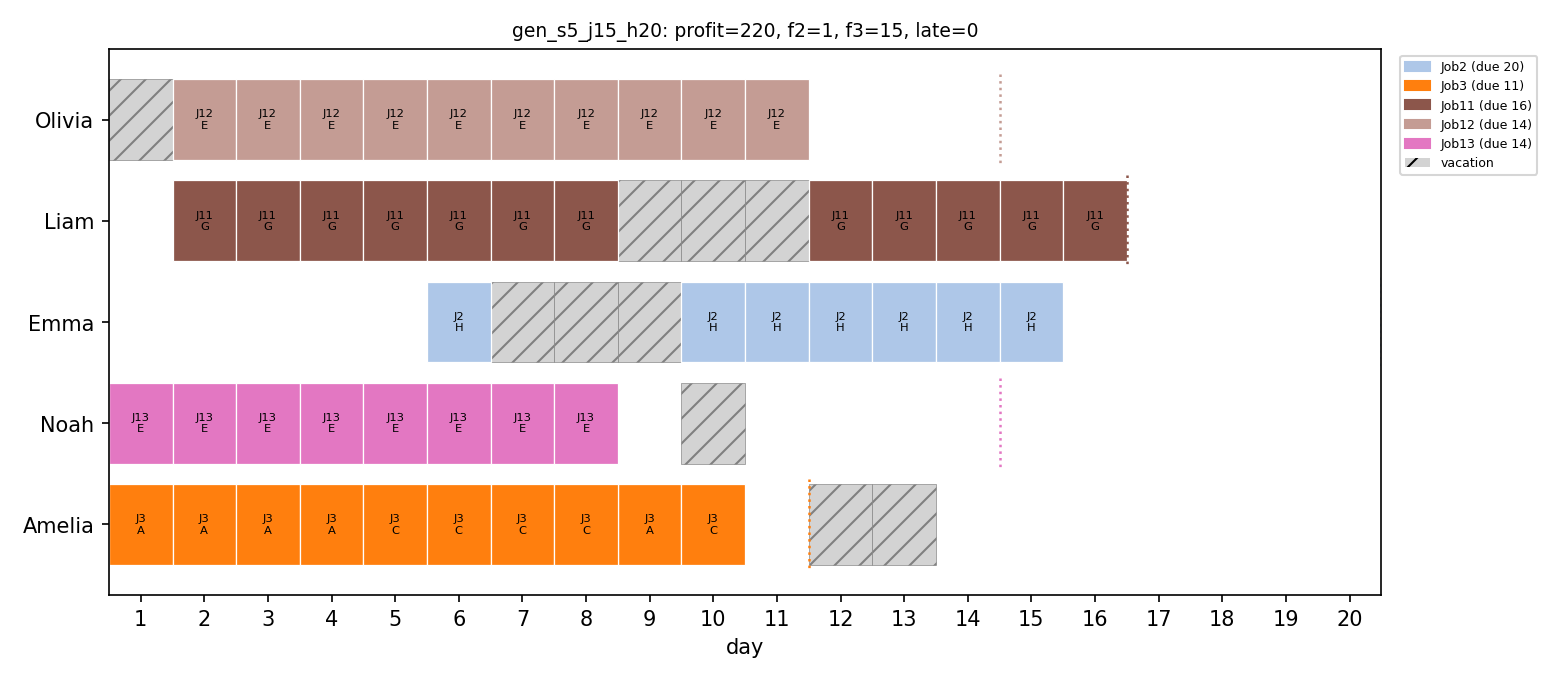 gen_s5_j15_h20: profit=220, f2=1, f3=15, late=0
Olivia
J12 J12 J12 J12 J12 J12 J12 J12 J12 J12
E E E E E E E E E E
Liam
J11 J11 J11 J11 J11 J11 J11 J11 J11 J11 J11 J11
G G G G G G G G G G G G
Emma
J2 J2 J2 J2 J2 J2 J2
H H H H H H H
Noah
J13 J13 J13 J13 J13 J13 J13 J13
E E E E E E E E
Amelia
J3 J3 J3 J3 J3 J3 J3 J3 J3 J3
A A A A C C C C A C
1 2 3 4 5 6 7 8 9 10 11 12 13 14 15 16 17 18 19 20
day
Job2 (due 20)
Job3 (due 11)
Job11 (due 16)
Job12 (due 14)
Job13 (due 14)
vacation